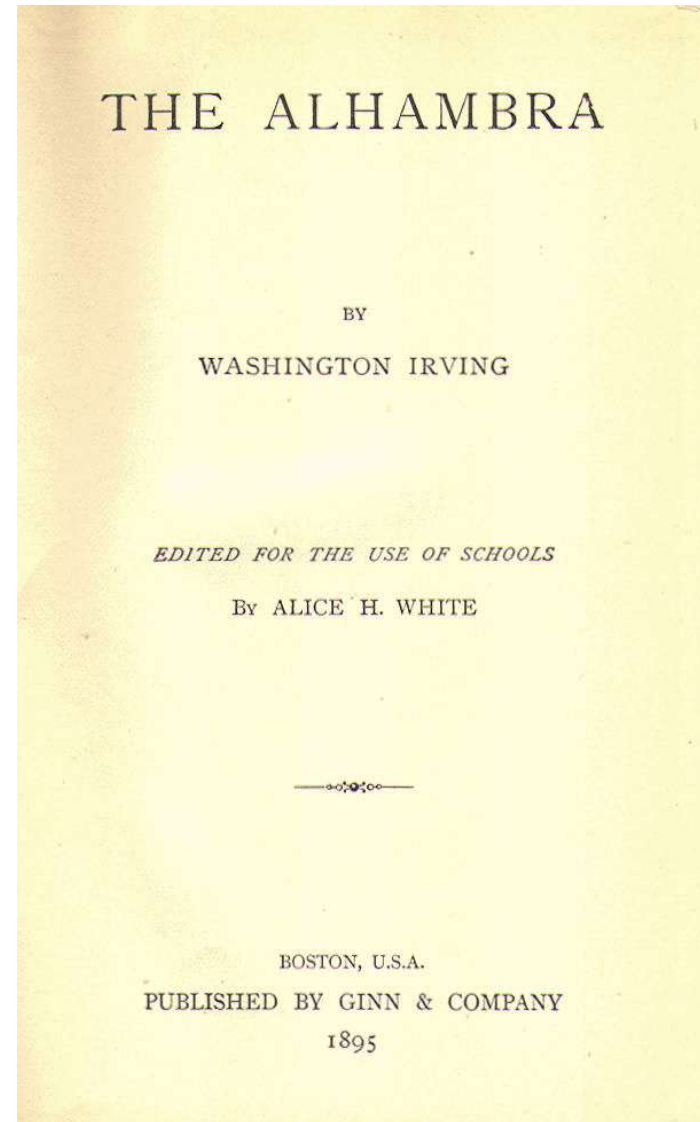 THE ALHAMBRA
BY
WASHINGTON IRVING
EDITED FOR THE USE OF SCHOOLS
BY ALICE H. WHITE
BOSTON, U.S.A.
PUBLISHED BY GINN & COMPANY
1895